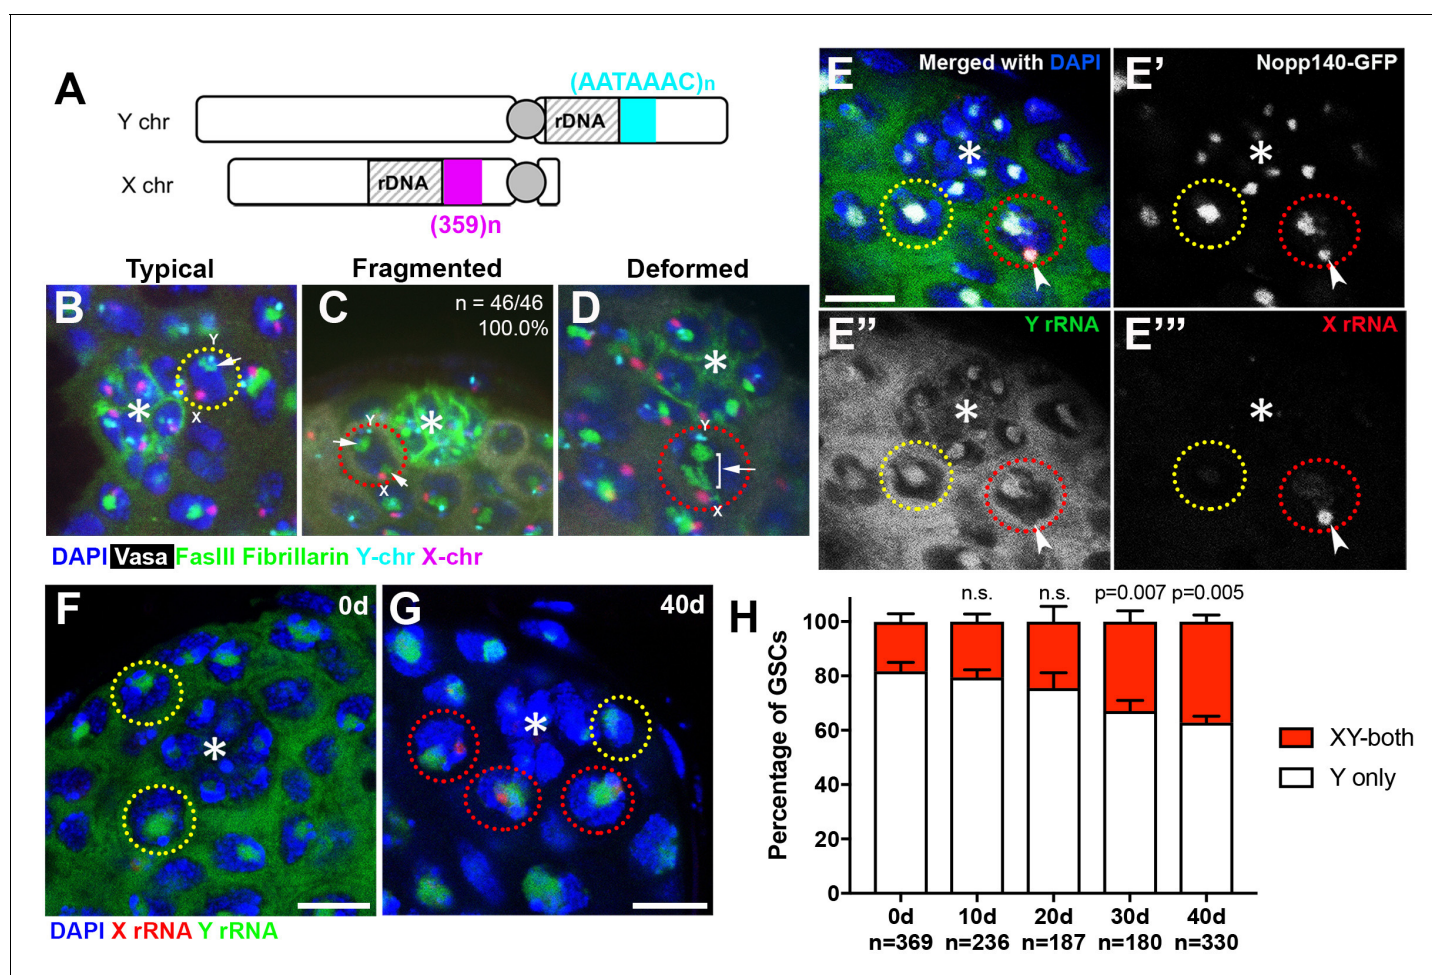 A
(AATAAAC)n
Y chr
rDNA
X chr
rDNA
(359)n
Typical
Fragmented
Deformed
B
Y
X
*
C
n = 46/46
100.0%
Y
X
*
D
Y
X
*
DAPI Vasa FasIII Fibrillarin Y-chr X-chr
E
Merged with DAPI
*
E'
Nopp140-GFP
*
E''
Y rRNA
*
E'''
X rRNA
*
F
0d
*
G
40d
*
DAPI X rRNA Y rRNA
H
n.s.
n.s.
p=0.007
p=0.005
Percentage of GSCs
100
80
60
40
20
0
0d
10d
20d
30d
40d
n=369
n=236
n=187
n=180
n=330
XY-both
Y only